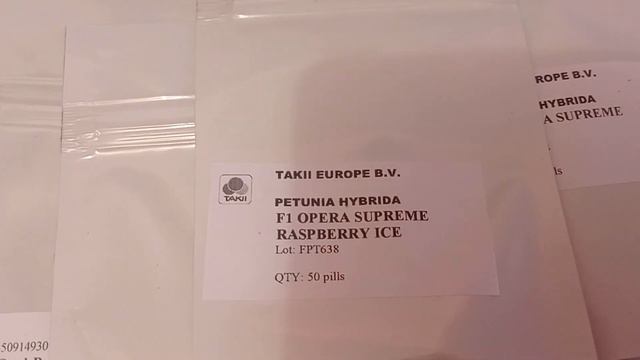 TAKII EUROPE B.V.
TAKII
PETUNIA HYBRIDA
F1 OPERA SUPREME
RASPBERRY ICE
Lot: FPT638
QTY: 50 pills
ROPE B.V.
HYBRIDA
A SUPREME
ls
50914930